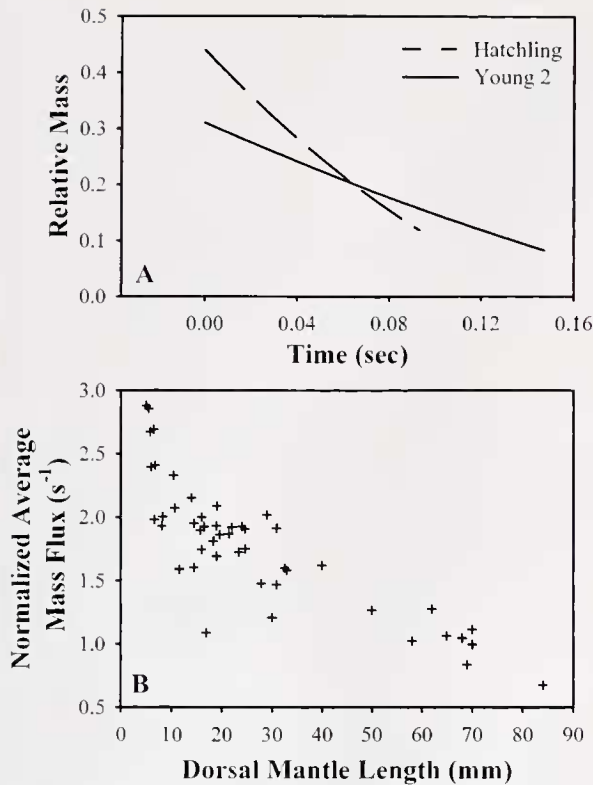 0.5
0.4
0.3
0.2
0.1
0.0
Relative Mass
Hatchling
Young 2
A
0.00 0.04 0.08 0.12 0.16
Time (sec)
3.0
2.5
2.0
1.5
1.0
0.5
Normalized Average
Mass Flux (s⁻¹)
B
0 10 20 30 40 50 60 70 80 90
Dorsal Mantle Length (mm)